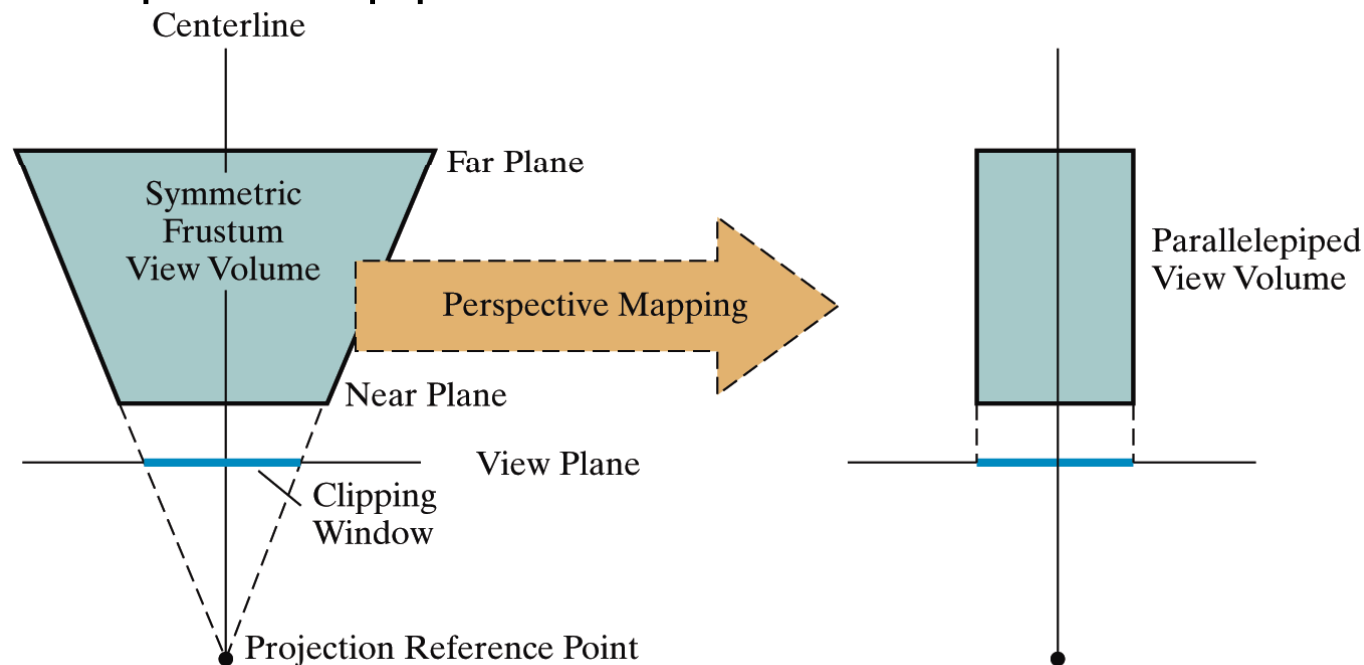 Centerline
Far Plane
Symmetric
Frustum
View Volume
Perspective Mapping
Parallelepiped
View Volume
Near Plane
View Plane
Clipping
Window
Projection Reference Point